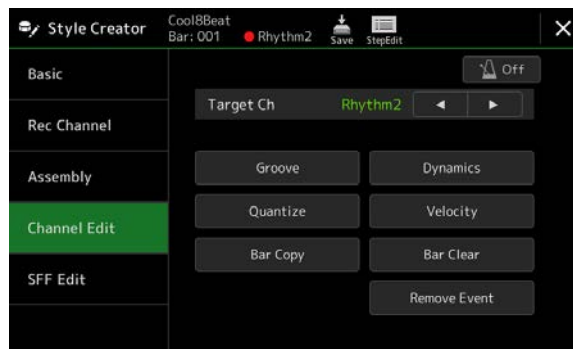 Style Creator
Cool8Beat
Bar: 001 Rhythm2
Save StepEdit
Basic
Off
Target Ch Rhythm2
Rec Channel
Assembly
Groove Dynamics
Quantize Velocity
Channel Edit
Bar Copy Bar Clear
SFF Edit
Remove Event